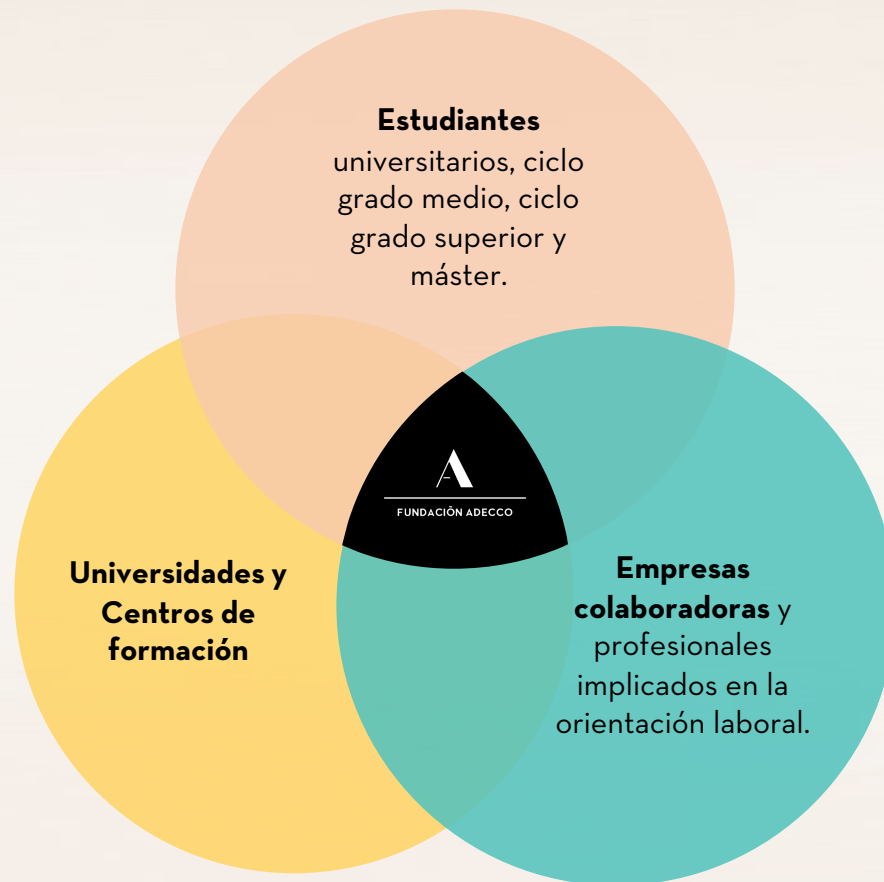 Estudiantes
universitarios, ciclo
grado medio, ciclo
grado superior y
máster.
A
FUNDACIÓN ADECCO
Universidades y
Centros de
formación
Empresas
colaboradoras y
profesionales
implicados en la
orientación laboral.